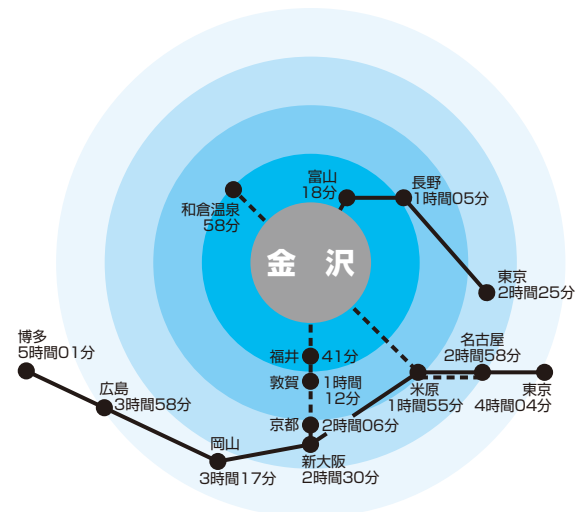 富山
18分
長野
1時間05分
和倉温泉
58分
金 沢
東京
2時間25分
博多
5時間01分
福井 41分
名古屋
2時間58分
敦賀 1時間
12分
広島
3時間58分
米原
1時間55分
東京
4時間04分
京都 2時間06分
岡山
3時間17分
新大阪
2時間30分